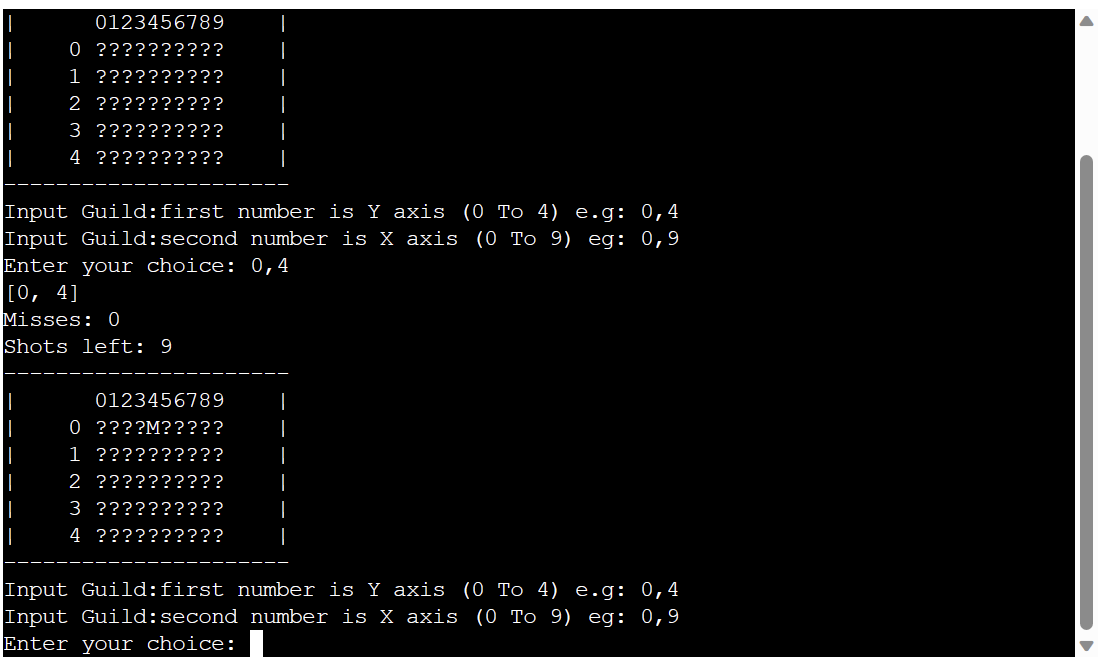 |      0123456789    |
|    0 ??????????    |
|    1 ??????????    |
|    2 ??????????    |
|    3 ??????????    |
|    4 ??????????    |
----------------------
Input Guild:first number is Y axis (0 To 4) e.g: 0,4
Input Guild:second number is X axis (0 To 9) eg: 0,9
Enter your choice: 0,4
[0, 4]
Misses: 0
Shots left: 9
----------------------
|      0123456789    |
|    0 ????M?????    |
|    1 ??????????    |
|    2 ??????????    |
|    3 ??????????    |
|    4 ??????????    |
----------------------
Input Guild:first number is Y axis (0 To 4) e.g: 0,4
Input Guild:second number is X axis (0 To 9) eg: 0,9
Enter your choice: